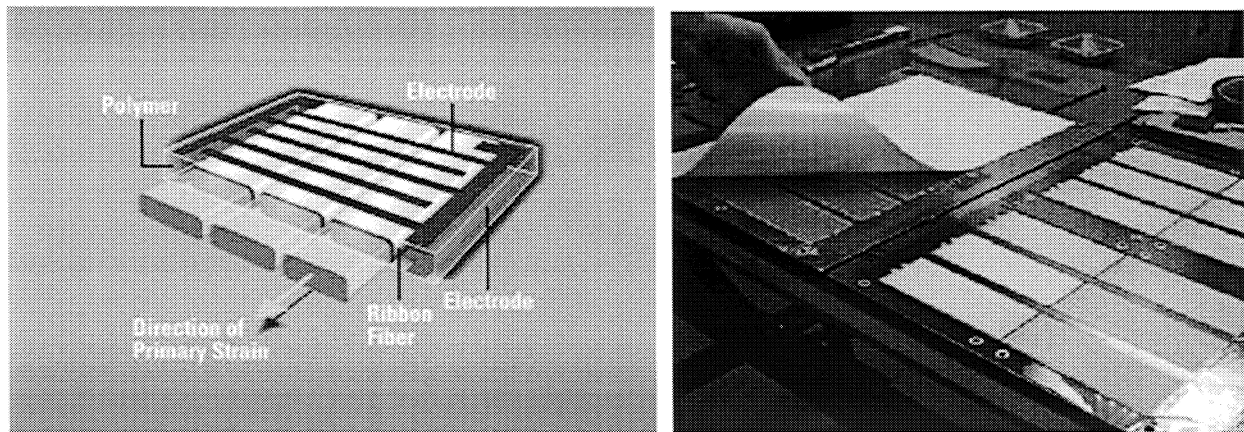 Polymer
Electrode
Electrode
Ribbon
Fiber
Direction of
Primary Strain